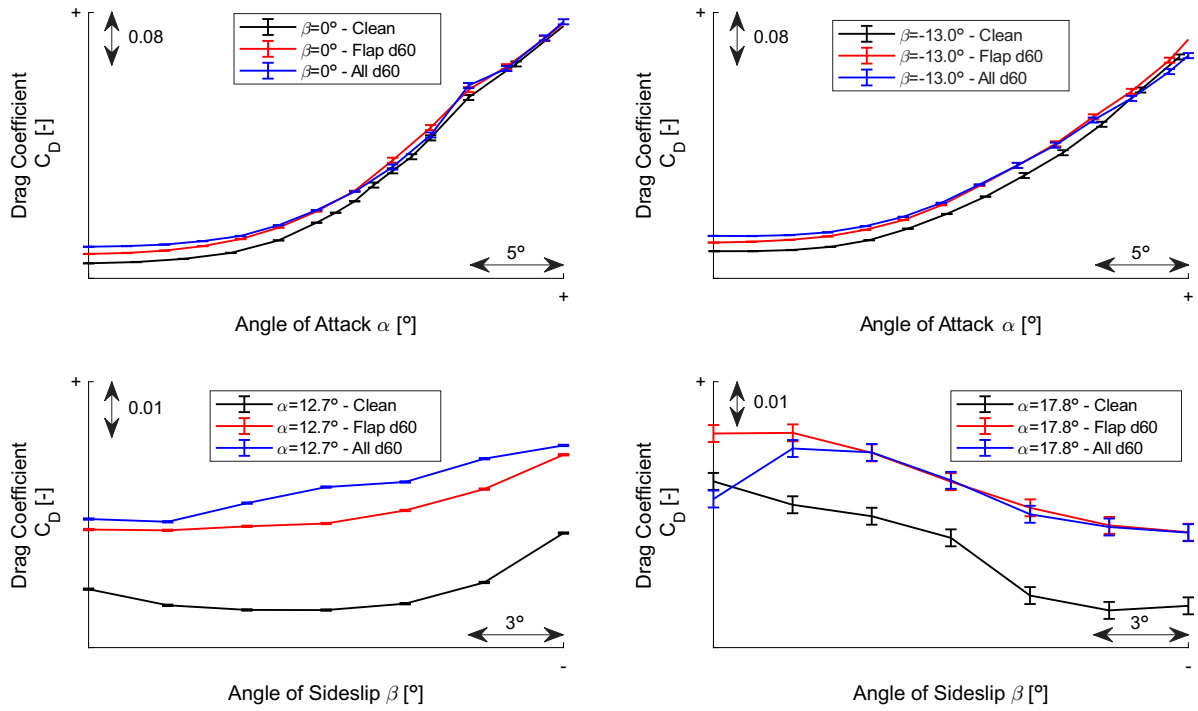 +
0.08
β=0° - Clean
β=0° - Flap d60
β=0° - All d60
Drag Coefficient
C_D [-]
5°
+
Angle of Attack α [°]
+
0.08
β=-13.0° - Clean
β=-13.0° - Flap d60
β=-13.0° - All d60
Drag Coefficient
C_D [-]
5°
+
Angle of Attack α [°]
+
0.01
α=12.7° - Clean
α=12.7° - Flap d60
α=12.7° - All d60
Drag Coefficient
C_D [-]
3°
-
Angle of Sideslip β [°]
+
0.01
α=17.8° - Clean
α=17.8° - Flap d60
α=17.8° - All d60
Drag Coefficient
C_D [-]
3°
-
Angle of Sideslip β [°]